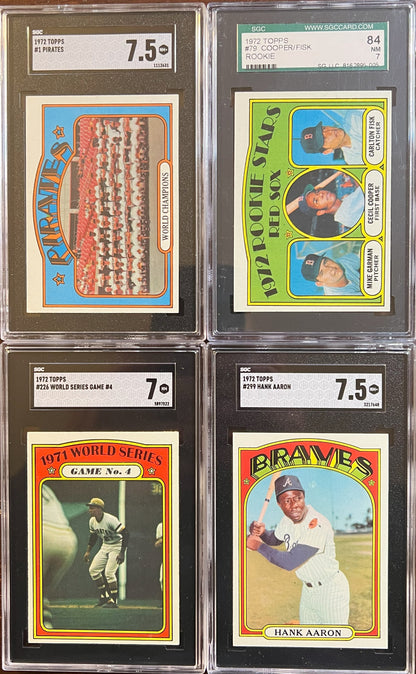 SGC
1972 TOPPS
#1 PIRATES
7.5
1113631
PIRATES
WORLD CHAMPIONS
SGC
WWW.SGCCARD.COM
1972 TOPPS
#79 COOPER/FISK
ROOKIE
84
NM
7
1972 ROOKIE STARS
RED SOX
CARLTON FISK
CATCHER
CECIL COOPER
FIRST BASE
MIKE GARMAN
PITCHER
SGC
1972 TOPPS
#226 WORLD SERIES GAME #4
7
1971 WORLD SERIES
GAME No. 4
SGC
1972 TOPPS
#299 HANK AARON
7.5
3217648
BRAVES
HANK AARON